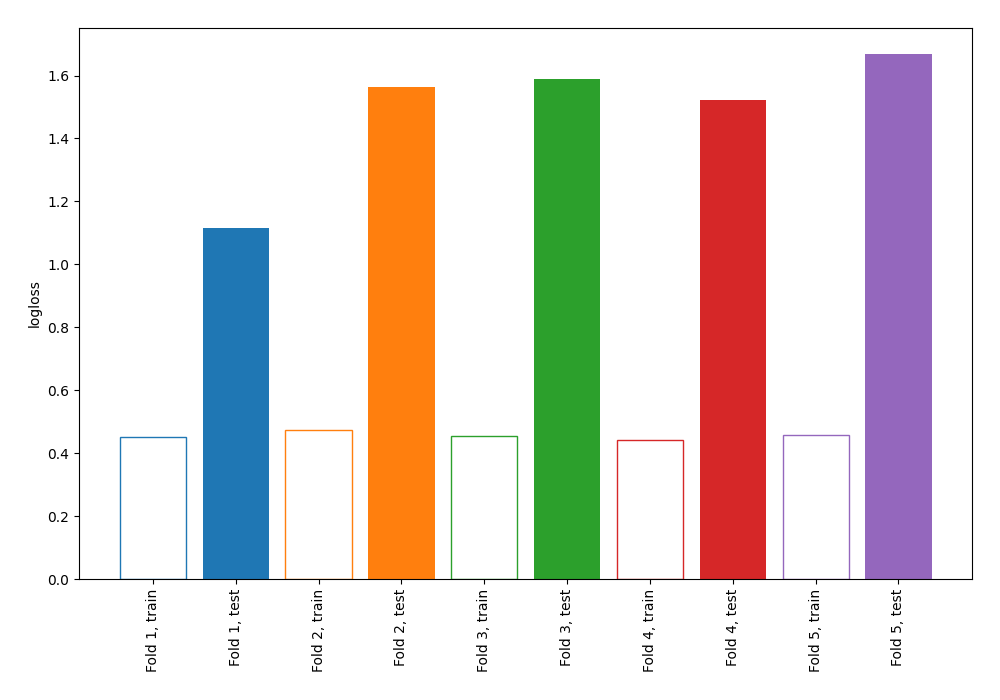 logloss
1.6
1.4
1.2
1.0
0.8
0.6
0.4
0.2
0.0
Fold 1, train
Fold 1, test
Fold 2, train
Fold 2, test
Fold 3, train
Fold 3, test
Fold 4, train
Fold 4, test
Fold 5, train
Fold 5, test